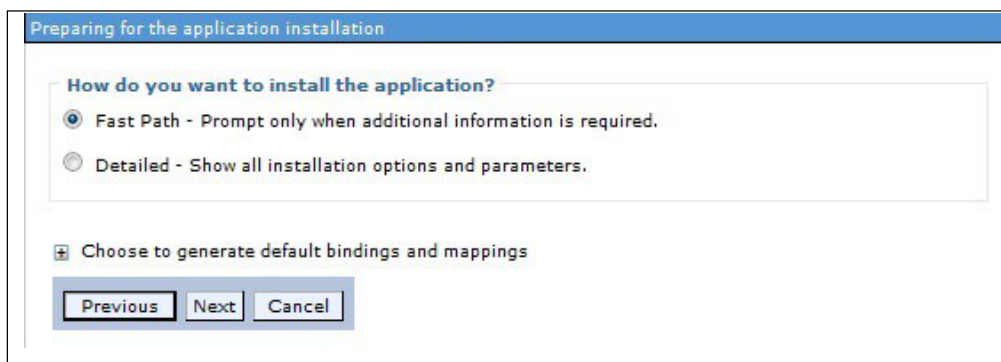 Preparing for the application installation
How do you want to install the application?
Fast Path - Prompt only when additional information is required.
Detailed - Show all installation options and parameters.
Choose to generate default bindings and mappings
Previous Next Cancel